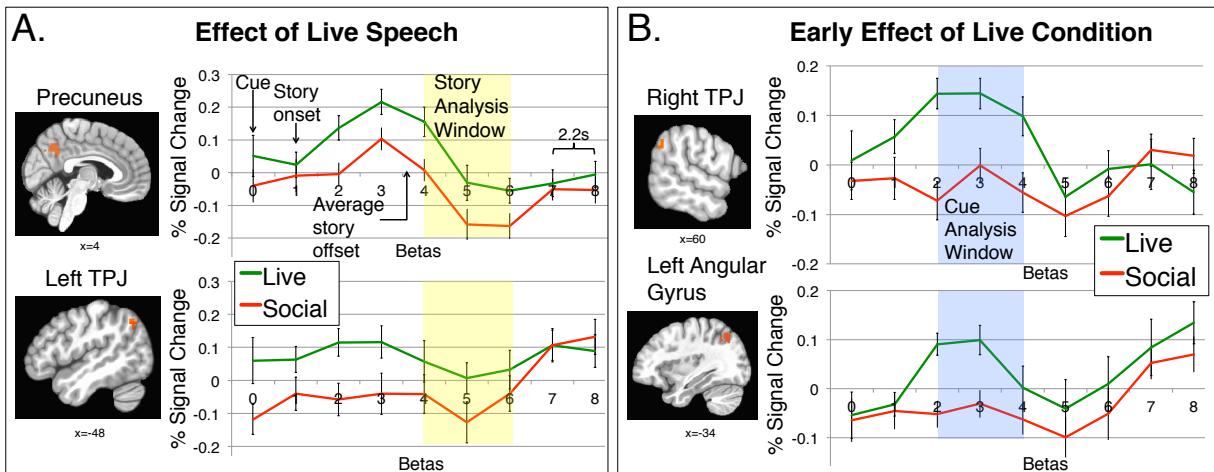 A.
Effect of Live Speech
Precuneus
x=4
% Signal Change
0.3
0.2
0.1
0
-0.1
-0.2
Cue
Story
onset
Story
Analysis
Window
2.2s
0 1 2 3 4 5 6 7 8
Average
story
offset
Betas
Left TPJ
x=-48
% Signal Change
0.2
0.1
0
-0.1
-0.2
Live
Social
0 1 2 3 4 5 6 7 8
Betas
B.
Early Effect of Live Condition
Right TPJ
x=60
% Signal Change
0.2
0.1
0
-0.1
-0.2
0 1 2 3 4 5 6 7 8
Cue
Analysis
Window
Betas
Live
Social
Left Angular
Gyrus
x=-34
% Signal Change
0.2
0.1
0
-0.1
0 1 2 3 4 5 6 7 8
Betas